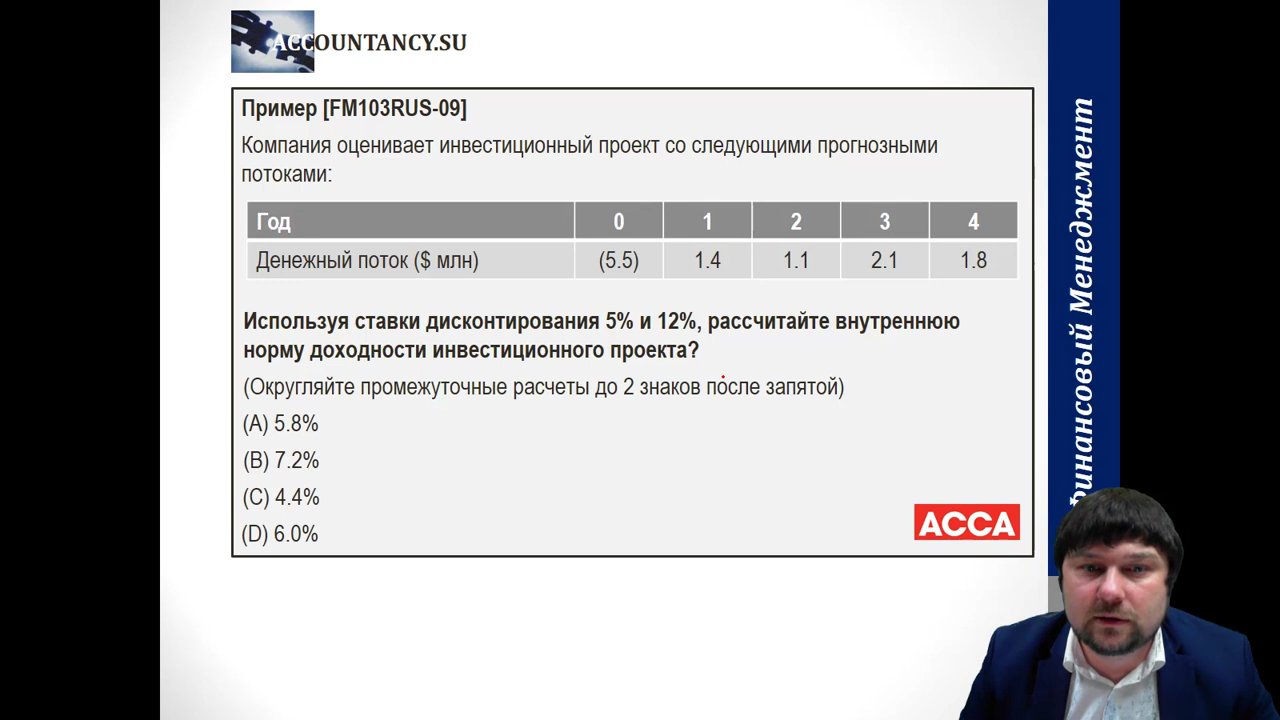 ACCOUNTANCY.SU
Пример [FM103RUS-09]
Компания оценивает инвестиционный проект со следующими прогнозными
потоками:
Год 0 1 2 3 4
Денежный поток ($ млн) (5.5) 1.4 1.1 2.1 1.8
Используя ставки дисконтирования 5% и 12%, рассчитайте внутреннюю
норму доходности инвестиционного проекта?
(Округляйте промежуточные расчеты до 2 знаков после запятой)
(A) 5.8%
(B) 7.2%
(C) 4.4%
(D) 6.0%
ACCA
Финансовый Менеджмент